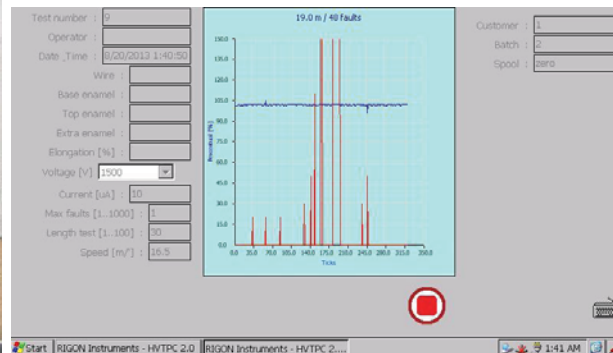 Test number : 9
Operator :
Date _Time : 8/20/2013 1:40:50
Wire :
Base enamel :
Top enamel :
Extra enamel :
Elongation [%] :
Voltage [V] 1500
Current [uA] : 10
Max faults [1..1000] : 1
Length test [1..100] : 30
Speed [m/'] : 16.5
19.0 m / 40 faults
Percentual [%]
150.0
135.0
120.0
105.0
90.0
75.0
60.0
45.0
30.0
15.0
0.0
0.0 35.0 70.0 105.0 140.0 175.0 210.0 245.0 280.0 315.0 350.0
Ticks
Customer : 1
Batch : 2
Spool : zero
Start RIGON Instruments - HVTPC 2.0 RIGON Instruments - HVTPC 2.... 1:41 AM